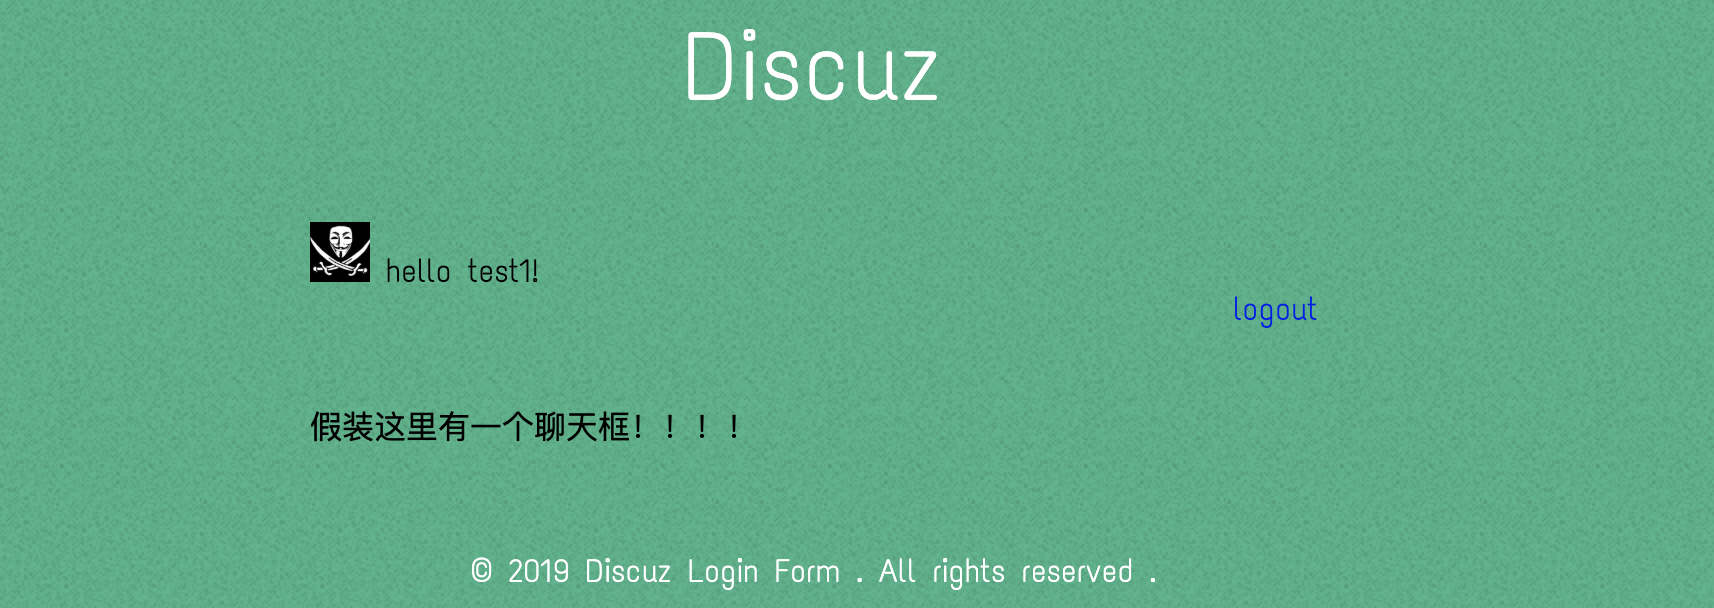 Discuz
hello test1!
logout
假装这里有一个聊天框！！！！
© 2019 Discuz Login Form . All rights reserved .